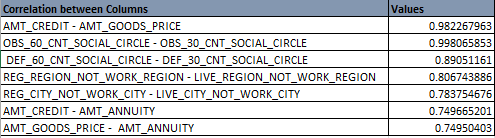 Correlation between Columns Values
AMT_CREDIT - AMT_GOODS_PRICE 0.982267963
OBS_60_CNT_SOCIAL_CIRCLE - OBS_30_CNT_SOCIAL_CIRCLE 0.998065853
DEF_60_CNT_SOCIAL_CIRCLE - DEF_30_CNT_SOCIAL_CIRCLE 0.89051161
REG_REGION_NOT_WORK_REGION - LIVE_REGION_NOT_WORK_REGION 0.806743886
REG_CITY_NOT_WORK_CITY - LIVE_CITY_NOT_WORK_CITY 0.783754676
AMT_CREDIT - AMT_ANNUITY 0.749665201
AMT_GOODS_PRICE - AMT_ANNUITY 0.74950403